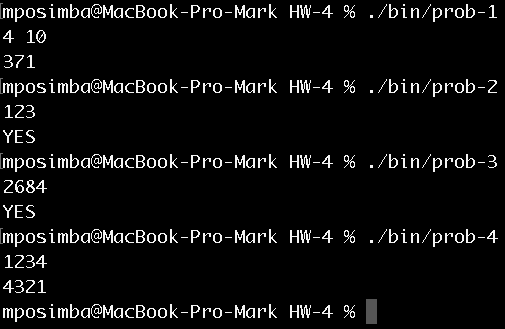 [mposimba@MacBook-Pro-Mark HW-4 % ./bin/prob-1
4 10
371
[mposimba@MacBook-Pro-Mark HW-4 % ./bin/prob-2
123
YES
[mposimba@MacBook-Pro-Mark HW-4 % ./bin/prob-3
2684
YES
[mposimba@MacBook-Pro-Mark HW-4 % ./bin/prob-4
1234
4321
mposimba@MacBook-Pro-Mark HW-4 %